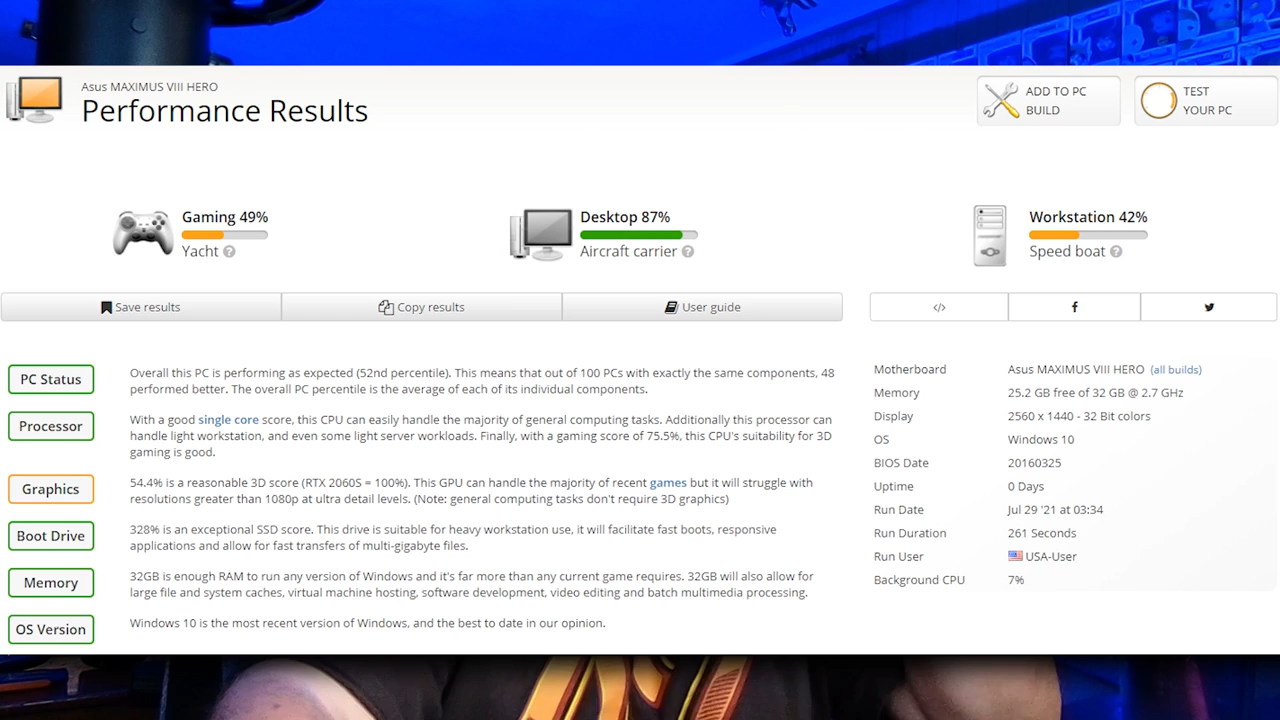 Asus MAXIMUS VIII HERO
Performance Results
ADD TO PC
BUILD
TEST
YOUR PC
Gaming 49%
Yacht ?
Desktop 87%
Aircraft carrier ?
Workstation 42%
Speed boat ?
Save results
Copy results
User guide
</>
PC Status
Overall this PC is performing as expected (52nd percentile). This means that out of 100 PCs with exactly the same components, 48
performed better. The overall PC percentile is the average of each of its individual components.
Processor
With a good single core score, this CPU can easily handle the majority of general computing tasks. Additionally this processor can
handle light workstation, and even some light server workloads. Finally, with a gaming score of 75.5%, this CPU's suitability for 3D
gaming is good.
Graphics
54.4% is a reasonable 3D score (RTX 2060S = 100%). This GPU can handle the majority of recent games but it will struggle with
resolutions greater than 1080p at ultra detail levels. (Note: general computing tasks don't require 3D graphics)
Boot Drive
328% is an exceptional SSD score. This drive is suitable for heavy workstation use, it will facilitate fast boots, responsive
applications and allow for fast transfers of multi-gigabyte files.
Memory
32GB is enough RAM to run any version of Windows and it's far more than any current game requires. 32GB will also allow for
large file and system caches, virtual machine hosting, software development, video editing and batch multimedia processing.
OS Version
Windows 10 is the most recent version of Windows, and the best to date in our opinion.
Motherboard Asus MAXIMUS VIII HERO (all builds)
Memory 25.2 GB free of 32 GB @ 2.7 GHz
Display 2560 x 1440 - 32 Bit colors
OS Windows 10
BIOS Date 20160325
Uptime 0 Days
Run Date Jul 29 '21 at 03:34
Run Duration 261 Seconds
Run User USA-User
Background CPU 7%